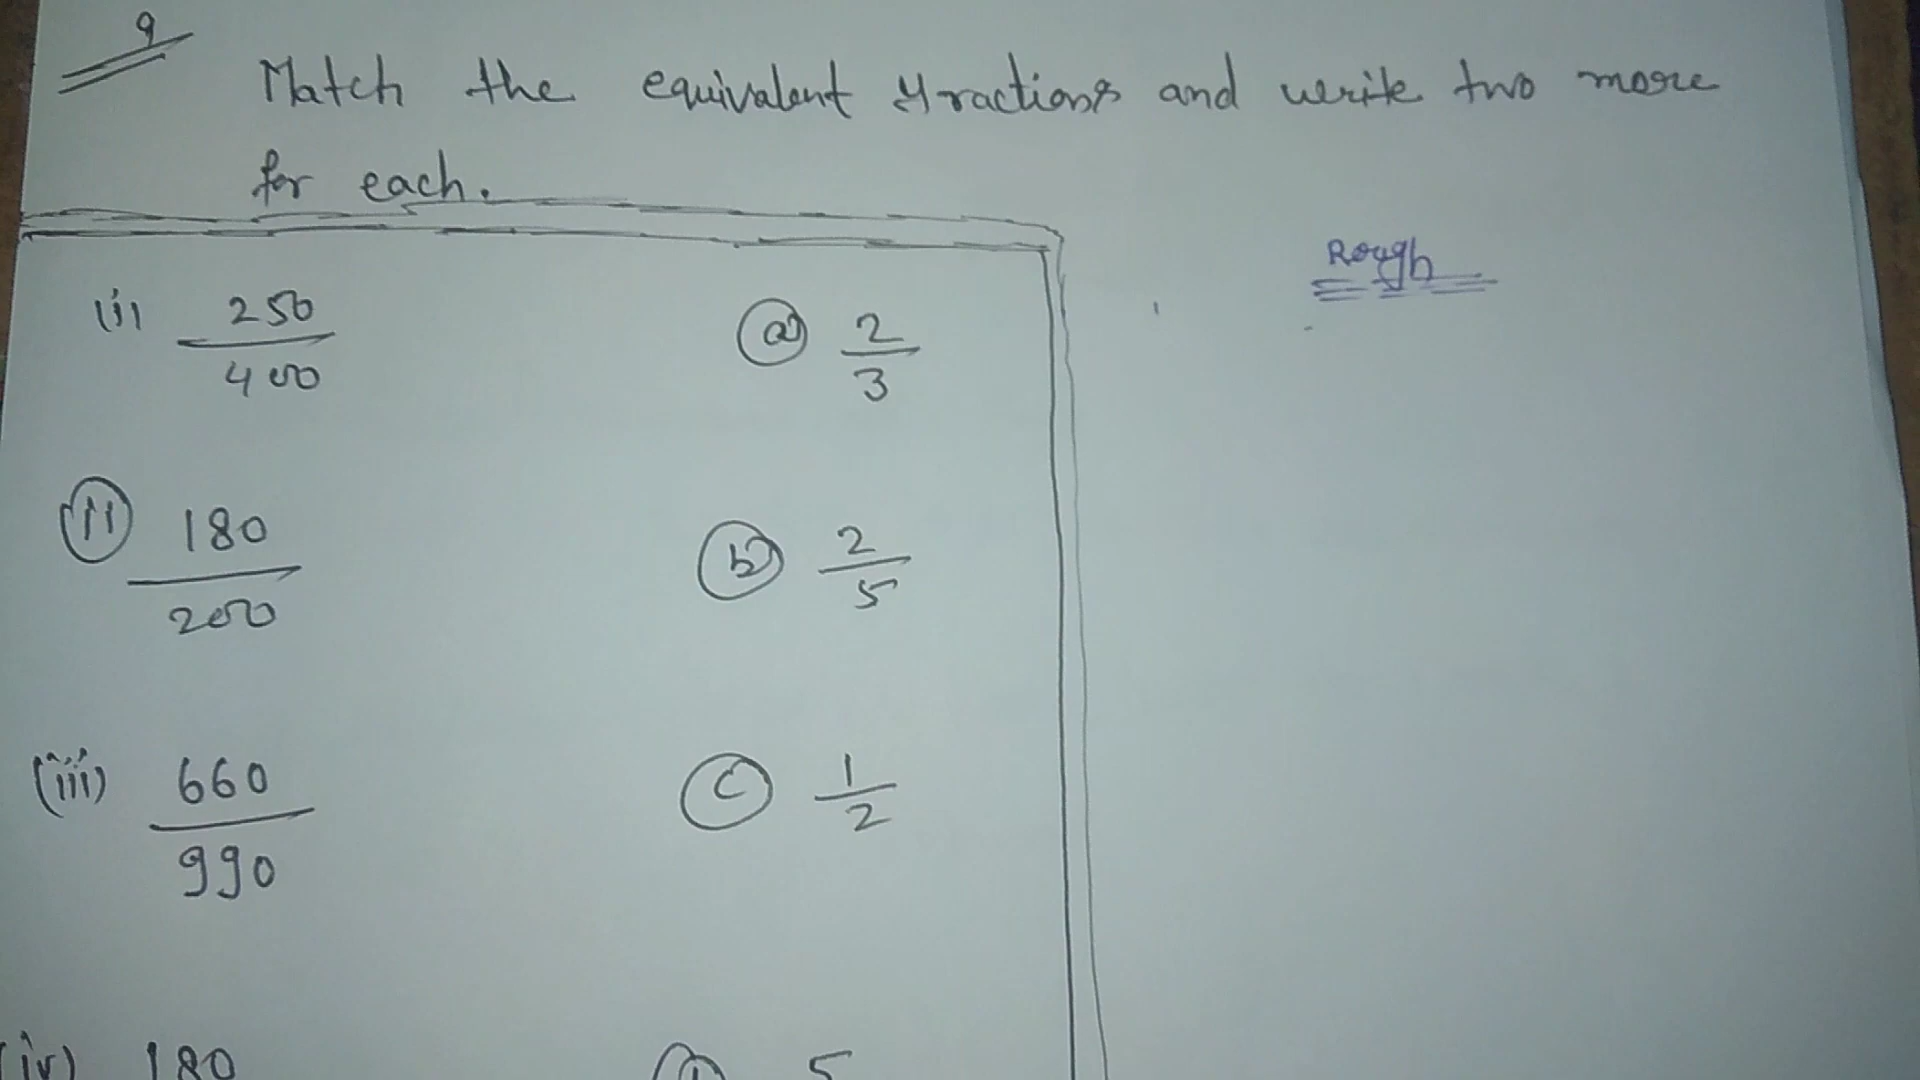 9
Match the equivalent fractions and write two more
for each.
Rough
(i) 250/400 (a) 2/3
(ii) 180/200 (b) 2/5
(iii) 660/990 (c) 1/2
(iv) 180 5